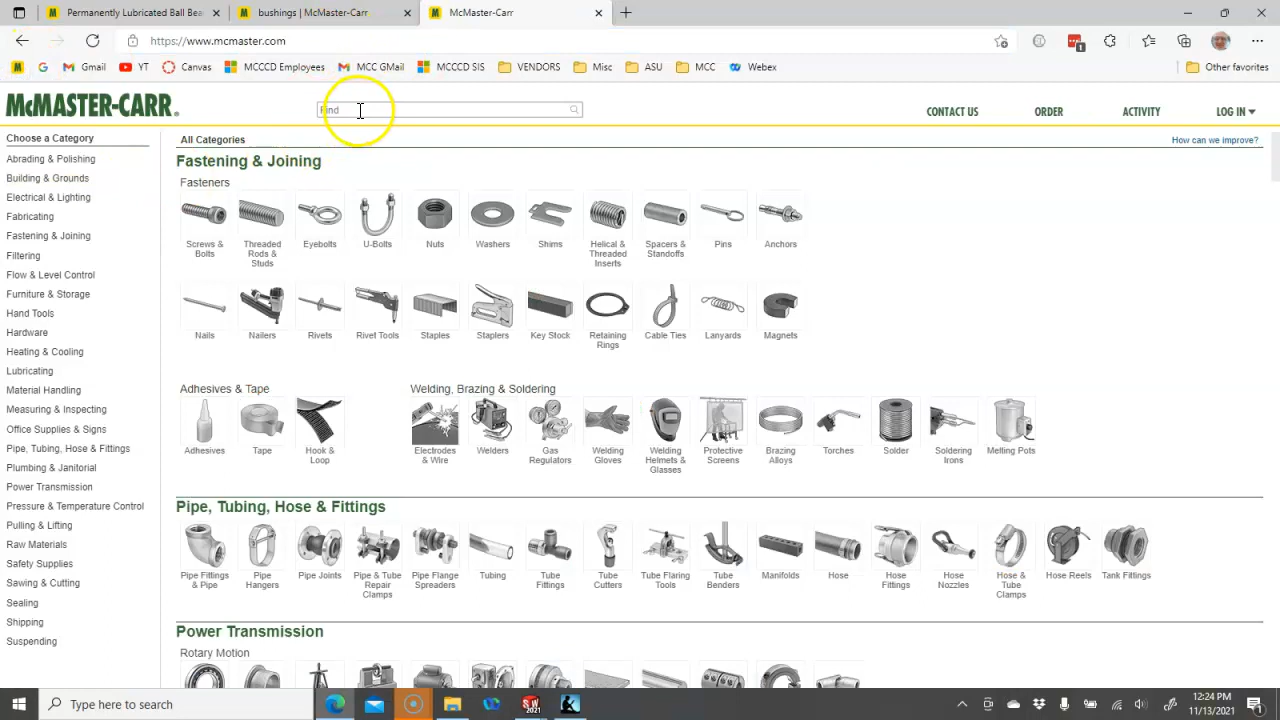 Permanently Lubricated Ball Bea
bushings | McMaster-Carr
McMaster-Carr
https://www.mcmaster.com
1
Gmail
YT
Canva
MCCCD Employees
MCC GMail
MCCCD SIS
VENDORS
Misc
ASU
MCC
Webex
Other favorites
McMASTER-CARR.
Find
CONTACT US
ORDER
ACTIVITY
LOG IN
Choose a Category
All Categories
How can we improve?
Abrading & Polishing
Building & Grounds
Electrical & Lighting
Fabricating
Fastening & Joining
Filtering
Flow & Level Control
Furniture & Storage
Hand Tools
Hardware
Heating & Cooling
Lubricating
Material Handling
Measuring & Inspecting
Office Supplies & Signs
Pipe, Tubing, Hose & Fittings
Plumbing & Janitorial
Power Transmission
Pressure & Temperature Control
Pulling & Lifting
Raw Materials
Safety Supplies
Sawing & Cutting
Sealing
Shipping
Suspending
Fastening & Joining
Fasteners
Screws &
Bolts
Threaded
Rods &
Studs
Eyebolts
U-Bolts
Nuts
Washers
Shims
Helical &
Threaded
Inserts
Spacers &
Standoffs
Pins
Anchors
Nails
Nailers
Rivets
Rivet Tools
Staples
Staplers
Key Stock
Retaining
Rings
Cable Ties
Lanyards
Magnets
Adhesives & Tape
Adhesives
Tape
Hook &
Loop
Welding, Brazing & Soldering
Electrodes
& Wire
Welders
Gas
Regulators
Welding
Gloves
Welding
Helmets &
Glasses
Protective
Screens
Brazing
Alloys
Torches
Solder
Soldering
Irons
Melting Pots
Pipe, Tubing, Hose & Fittings
Pipe Fittings
& Pipe
Pipe
Hangers
Pipe Joints
Pipe & Tube
Repair
Clamps
Pipe Flange
Spreaders
Tubing
Tube
Fittings
Tube
Cutters
Tube Flaring
Tools
Tube
Benders
Manifolds
Hose
Hose
Fittings
Hose
Nozzles
Hose &
Tube
Clamps
Hose Reels
Tank Fittings
Power Transmission
Rotary Motion
Type here to search
SW
2021
12:24 PM
11/13/2021
1